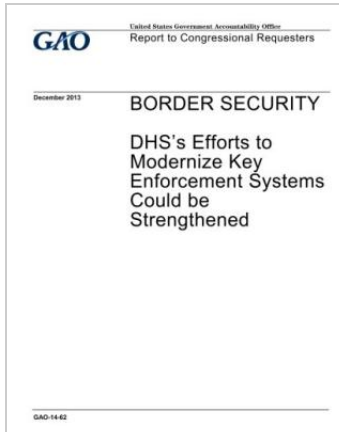 GAO
United States Government Accountability Office
Report to Congressional Requesters
December 2013
BORDER SECURITY
DHS's Efforts to
Modernize Key
Enforcement Systems
Could be
Strengthened
GAO-14-62